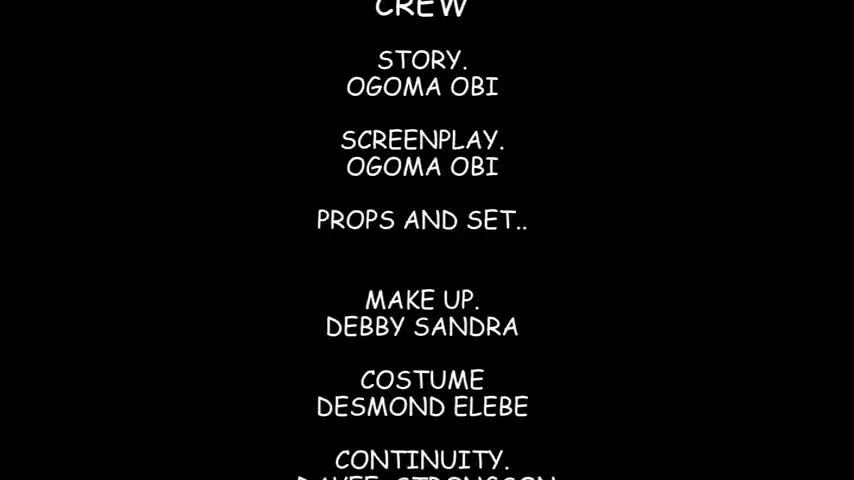 CREW
STORY.
OGOMA OBI
SCREENPLAY.
OGOMA OBI
PROPS AND SET..
MAKE UP.
DEBBY SANDRA
COSTUME
DESMOND ELEBE
CONTINUITY.